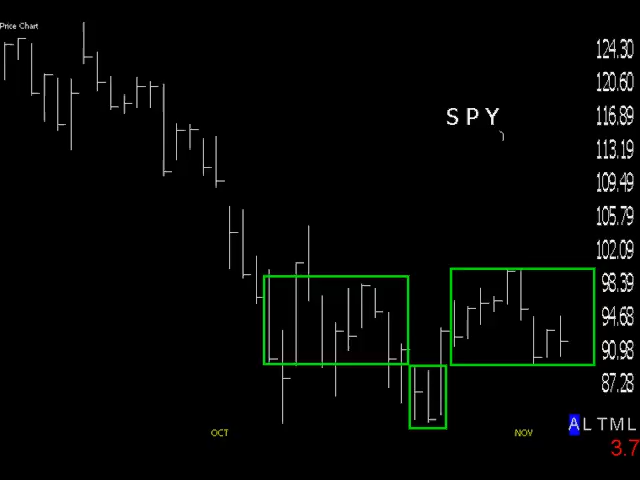 Price Chart
124.30
120.60
SPY
116.89
113.19
109.49
105.79
102.09
98.39
94.68
90.98
87.28
ALTML
OCT
NOV
3.7